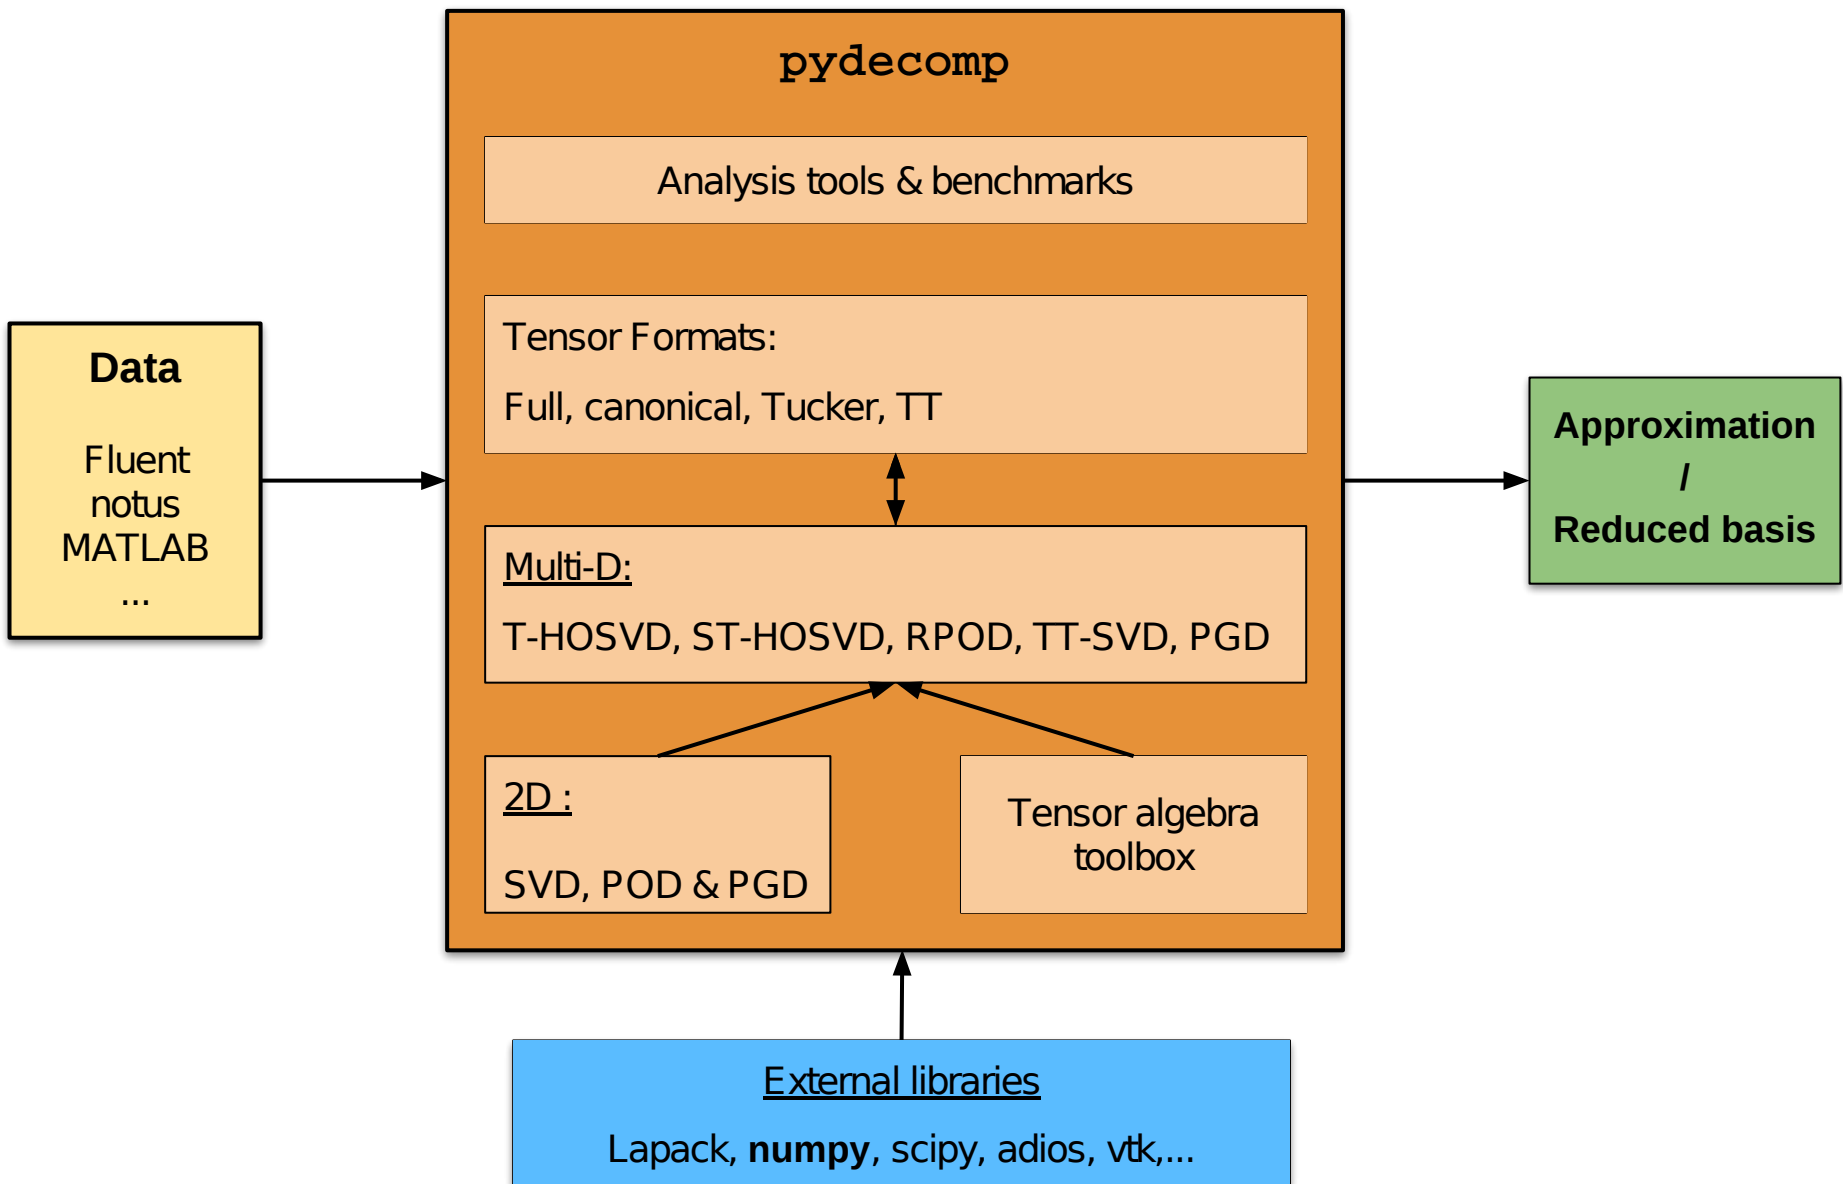 pydecomp
Analysis tools & benchmarks
Tensor Formats:
Full, canonical, Tucker, TT
Data
Fluent
notus
MATLAB
...
Approximation
/
Reduced basis
Multi-D:
T-HOSVD, ST-HOSVD, RPOD, TT-SVD, PGD
2D :
SVD, POD & PGD
Tensor algebra
toolbox
External libraries
Lapack, numpy, scipy, adios, vtk,...